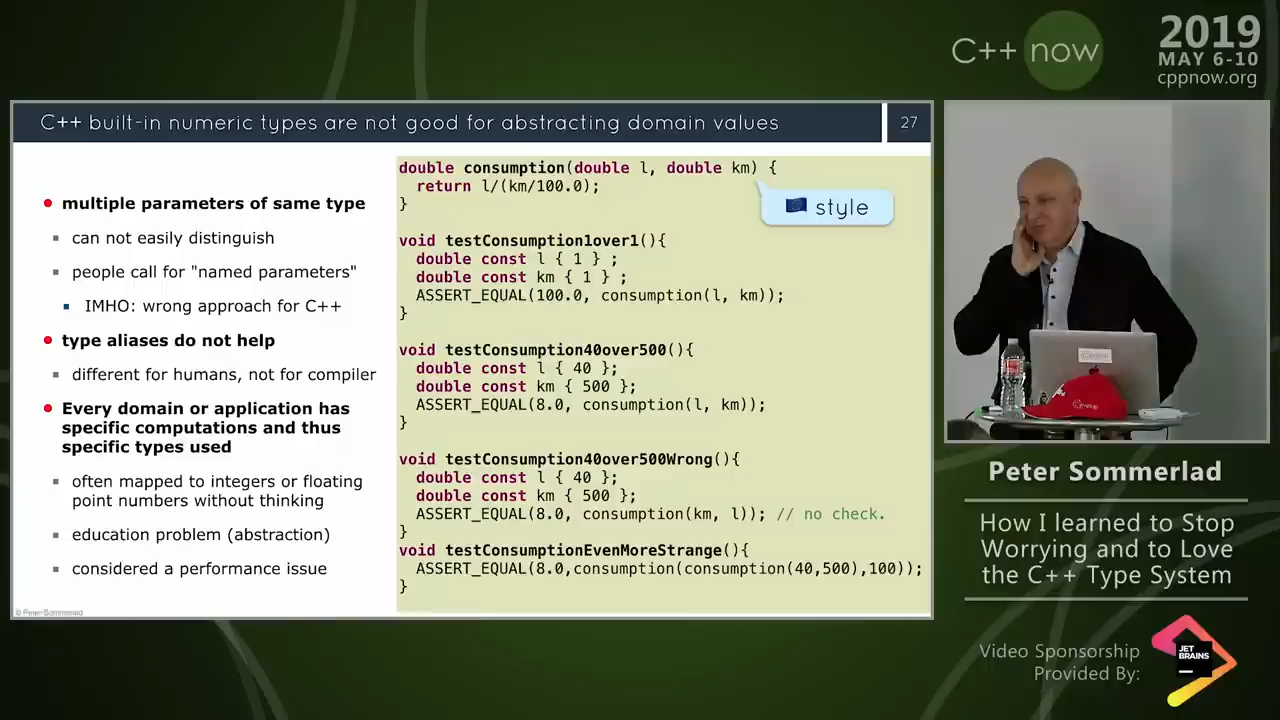 C++ now
2019
MAY 6-10
cppnow.org
C++ built-in numeric types are not good for abstracting domain values
27
multiple parameters of same type
can not easily distinguish
people call for "named parameters"
IMHO: wrong approach for C++
type aliases do not help
different for humans, not for compiler
Every domain or application has
specific computations and thus
specific types used
often mapped to integers or floating
point numbers without thinking
education problem (abstraction)
considered a performance issue
© Peter Sommerlad
double consumption(double l, double km) {
return l/(km/100.0);
}
style
void testConsumption1over1(){
double const l { 1 } ;
double const km { 1 } ;
ASSERT_EQUAL(100.0, consumption(l, km));
}
void testConsumption40over500(){
double const l { 40 };
double const km { 500 };
ASSERT_EQUAL(8.0, consumption(l, km));
}
void testConsumption40over500Wrong(){
double const l { 40 };
double const km { 500 };
ASSERT_EQUAL(8.0, consumption(km, l)); // no check.
}
void testConsumptionEvenMoreStrange(){
ASSERT_EQUAL(8.0,consumption(consumption(40,500),100));
}
Peter Sommerlad
How I learned to Stop
Worrying and to Love
the C++ Type System
Video Sponsorship
Provided By:
JET
BRAINS